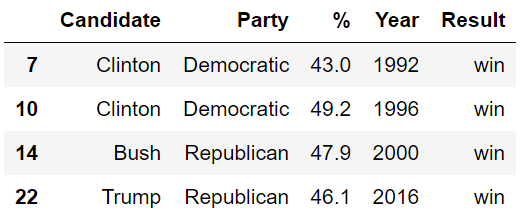 Candidate Party % Year Result
7 Clinton Democratic 43.0 1992 win
10 Clinton Democratic 49.2 1996 win
14 Bush Republican 47.9 2000 win
22 Trump Republican 46.1 2016 win